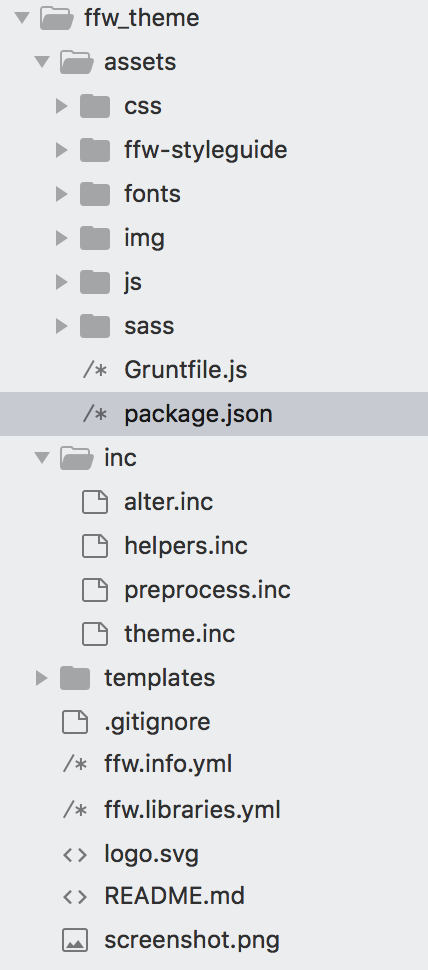 ffw_theme
assets
css
ffw-styleguide
fonts
img
js
sass
/* Gruntfile.js
/* package.json
inc
alter.inc
helpers.inc
preprocess.inc
theme.inc
templates
.gitignore
/* ffw.info.yml
/* ffw.libraries.yml
<> logo.svg
<> README.md
screenshot.png